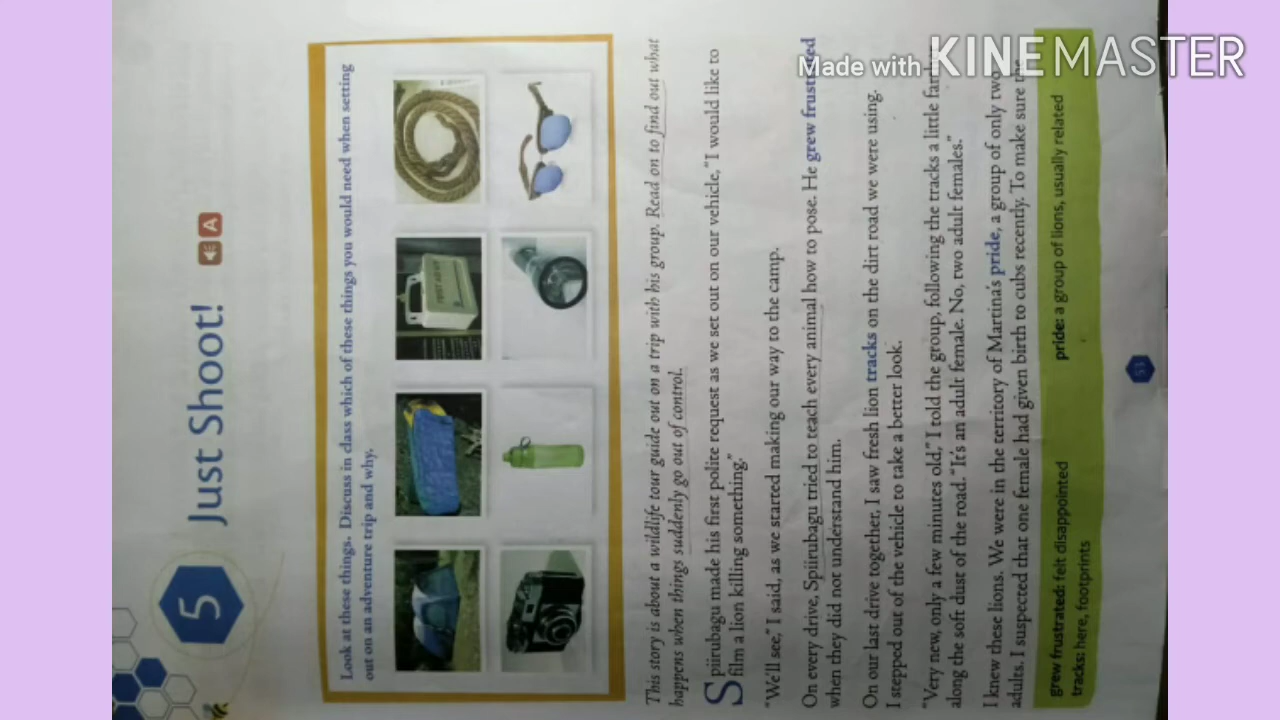 5 Just Shoot! A
Look at these things. Discuss in class which of these things you would need when setting
out on an adventure trip and why.
FIRST AID
This story is about a wildlife tour guide out on a trip with his group. Read on to find out what
happens when things suddenly go out of control.
Spiirubagu made his first polite request as we set out on our vehicle, "I would like to
film a lion killing something."
"We'll see," I said, as we started making our way to the camp.
On every drive, Spiirubagu tried to teach every animal how to pose. He grew frustrated
when they did not understand him.
On our last drive together, I saw fresh lion tracks on the dirt road we were using.
I stepped out of the vehicle to take a better look.
"Very new, only a few minutes old," I told the group, following the tracks a little
along the soft dust of the road. "It's an adult female. No, two adult females."
I knew these lions. We were in the territory of Martina's pride, a group of only two
adults. I suspected that one female had given birth to cubs recently. To make sure
grew frustrated: felt disappointed
tracks: here, footprints
pride: a group of lions, usually related
53
Made with KINEMASTER